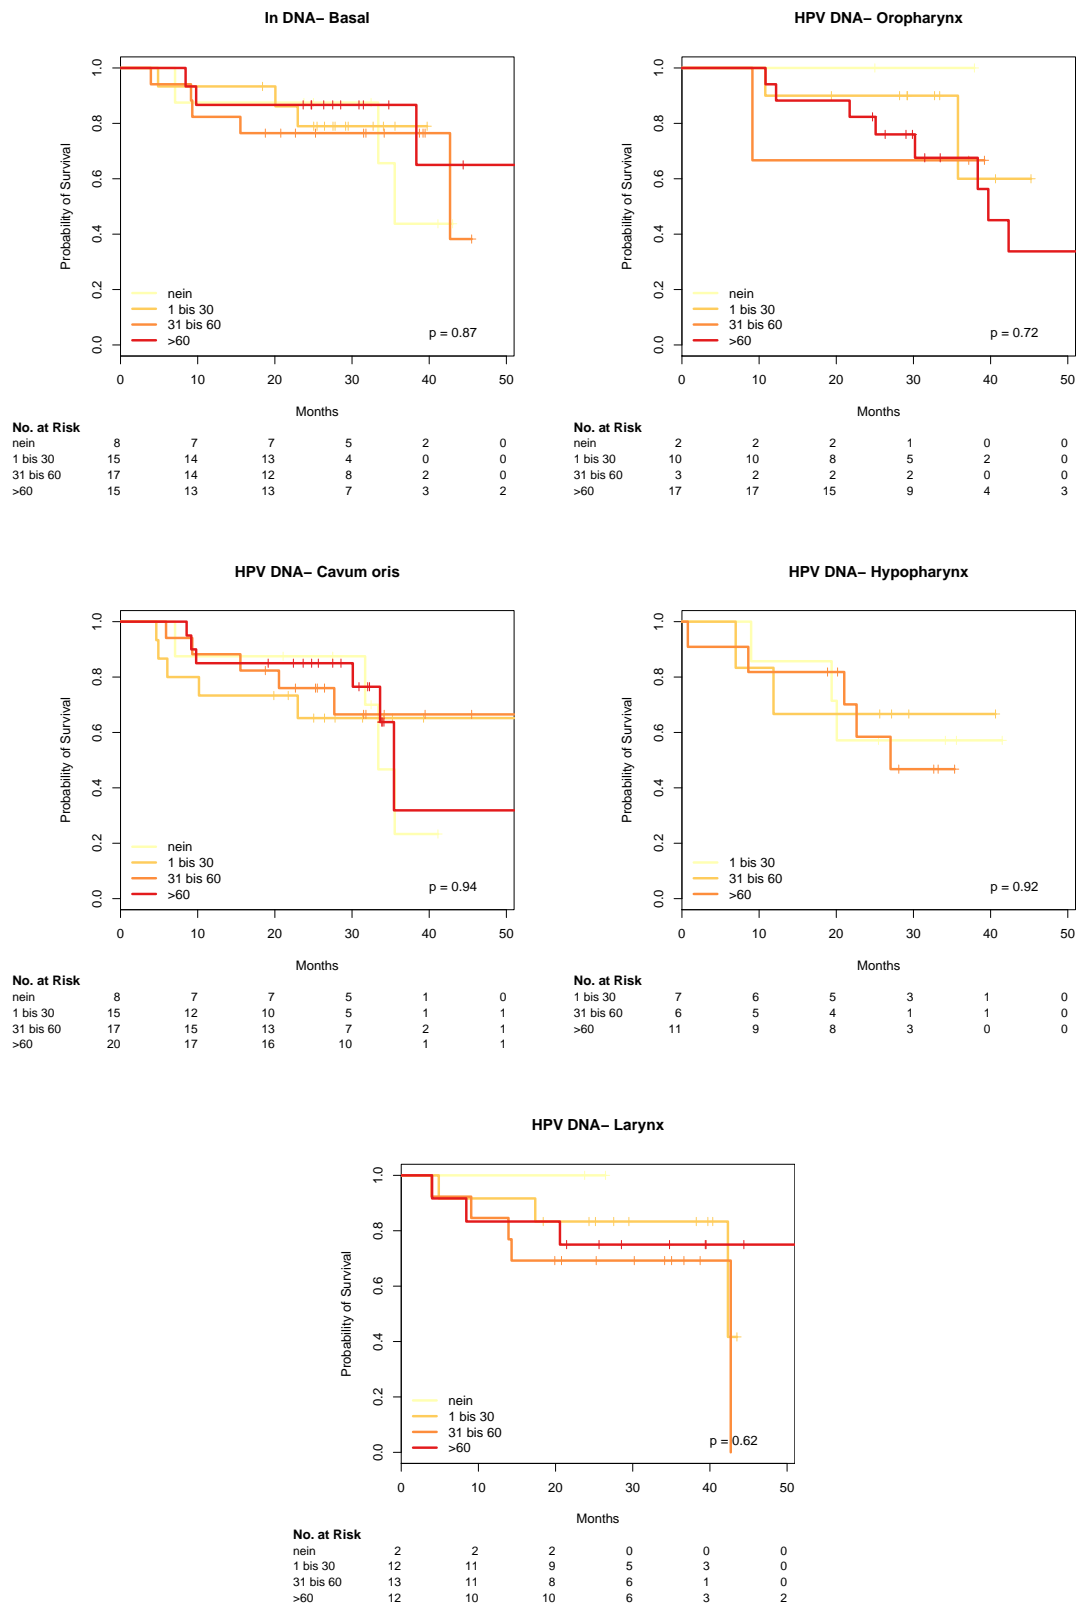 In DNA− Basal
Probability of Survival
1.0
0.8
0.6
0.4
0.2
0.0
nein
1 bis 30
31 bis 60
>60
p = 0.87
0 10 20 30 40 50
Months
No. at Risk
nein 8 7 7 5 2 0
1 bis 30 15 14 13 4 0 0
31 bis 60 17 14 12 8 2 0
>60 15 13 13 7 3 2
HPV DNA− Oropharynx
Probability of Survival
1.0
0.8
0.6
0.4
0.2
0.0
nein
1 bis 30
31 bis 60
>60
p = 0.72
0 10 20 30 40 50
Months
No. at Risk
nein 2 2 2 1 0 0
1 bis 30 10 10 8 5 2 0
31 bis 60 3 2 2 2 0 0
>60 17 17 15 9 4 3
HPV DNA− Cavum oris
Probability of Survival
1.0
0.8
0.6
0.4
0.2
0.0
nein
1 bis 30
31 bis 60
>60
p = 0.94
0 10 20 30 40 50
Months
No. at Risk
nein 8 7 7 5 1 0
1 bis 30 15 12 10 5 1 1
31 bis 60 17 15 13 7 2 1
>60 20 17 16 10 1 1
HPV DNA− Hypopharynx
Probability of Survival
1.0
0.8
0.6
0.4
0.2
0.0
1 bis 30
31 bis 60
>60
p = 0.92
0 10 20 30 40 50
Months
No. at Risk
1 bis 30 7 6 5 3 1 0
31 bis 60 6 5 4 1 1 0
>60 11 9 8 3 0 0
HPV DNA− Larynx
Probability of Survival
1.0
0.8
0.6
0.4
0.2
0.0
nein
1 bis 30
31 bis 60
>60
p = 0.62
0 10 20 30 40 50
Months
No. at Risk
nein 2 2 2 0 0 0
1 bis 30 12 11 9 5 3 0
31 bis 60 13 11 8 6 1 0
>60 12 10 10 6 3 2